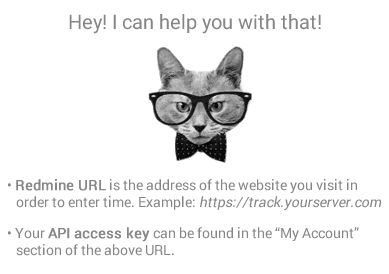 Hey! I can help you with that!
• Redmine URL is the address of the website you visit in
order to enter time. Example: https://track.yourserver.com
• Your API access key can be found in the “My Account”
section of the above URL.